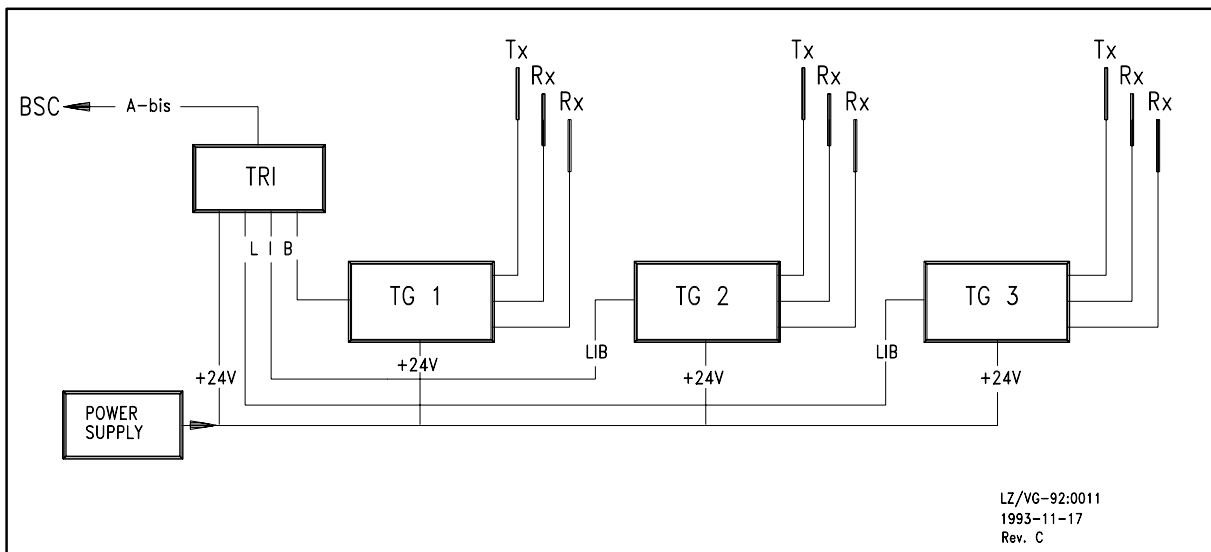 Tx
Rx
Rx
Tx
Rx
Rx
Tx
Rx
Rx
BSC
A-bis
TRI
L I B
TG 1
TG 2
TG 3
LIB
LIB
+24V
+24V
+24V
+24V
POWER
SUPPLY
LZ/VG-92:0011
1993-11-17
Rev. C